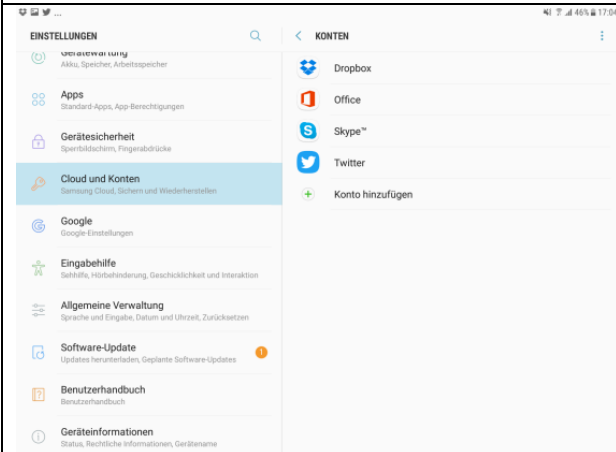 ... 46% 17:04
EINSTELLUNGEN
Gerätewartung
Akku, Speicher, Arbeitsspeicher
Apps
Standard-Apps, App-Berechtigungen
Gerätesicherheit
Sperrbildschirm, Fingerabdrücke
Cloud und Konten
Samsung Cloud, Sichern und Wiederherstellen
Google
Google-Einstellungen
Eingabehilfe
Sehhilfe, Hörbehinderung, Geschicklichkeit und Interaktion
Allgemeine Verwaltung
Sprache und Eingabe, Datum und Uhrzeit, Zurücksetzen
Software-Update
Updates herunterladen, Geplante Software-Updates
Benutzerhandbuch
Benutzerhandbuch
Geräteinformationen
Status, Rechtliche Informationen, Gerätename
KONTEN
Dropbox
Office
Skype™
Twitter
Konto hinzufügen